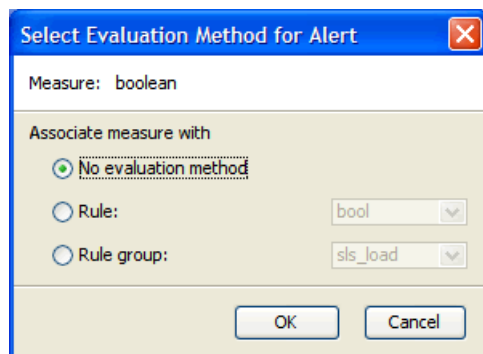 Select Evaluation Method for Alert
Measure: boolean
Associate measure with
No evaluation method
Rule: bool
Rule group: sls_load
OK Cancel